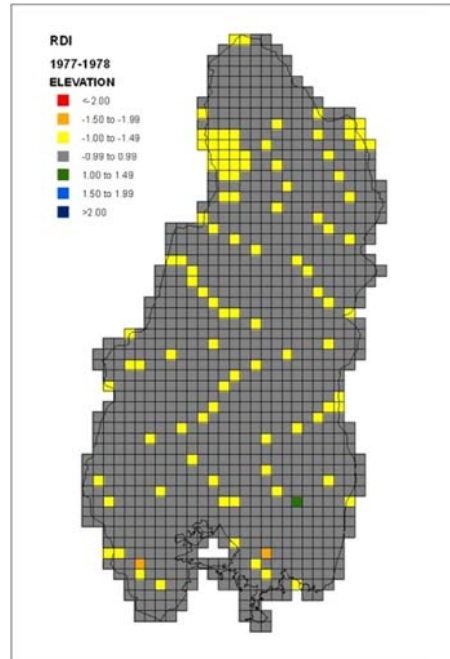 RDI
1977-1978
ELEVATION
<-2.00
-1.50 to -1.99
-1.00 to -1.49
-0.99 to 0.99
1.00 to 1.49
1.50 to 1.99
>2.00